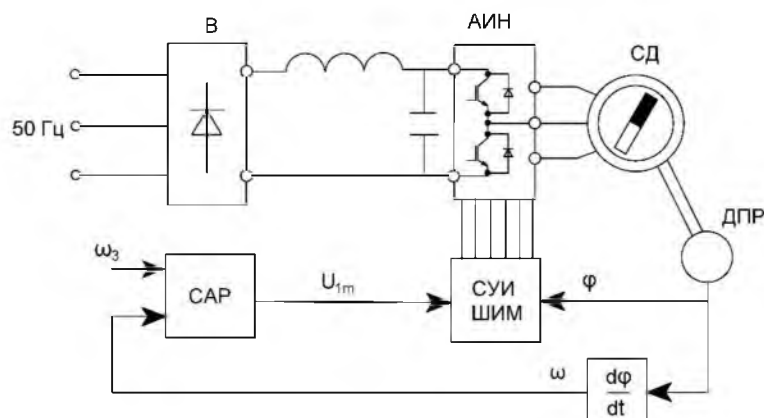 В
АИН
СД
50 Гц
ДПР
ω₃
САР
U₁ₘ
СУИ
ШИМ
φ
ω
dφ
dt